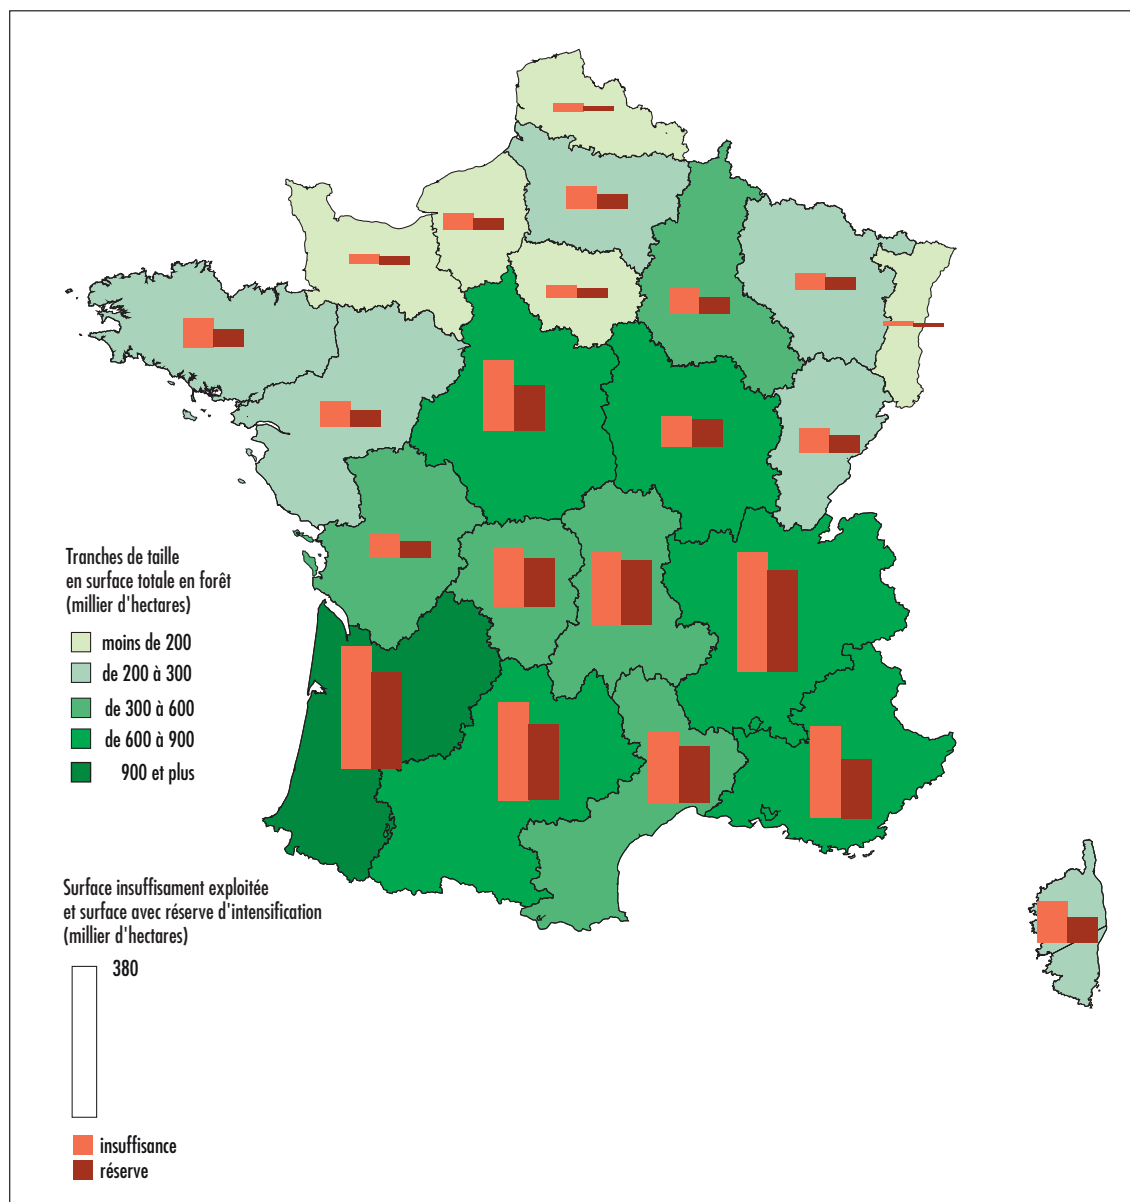 Tranches de taille
en surface totale en forêt
(millier d'hectares)
moins de 200
de 200 à 300
de 300 à 600
de 600 à 900
900 et plus
Surface insuffisament exploitée
et surface avec réserve d'intensification
(millier d'hectares)
380
insuffisance
réserve